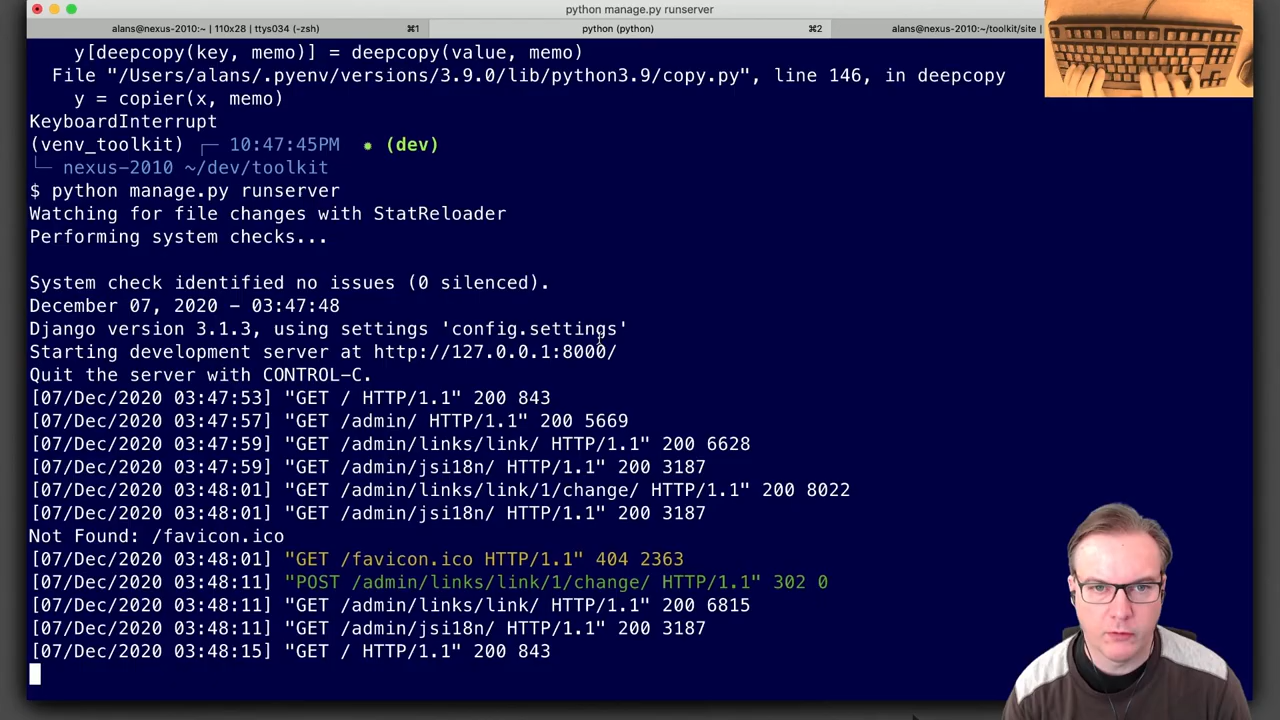 python manage.py runserver
alans@nexus-2010:~ | 110x28 | ttys034 (-zsh) ⌘1 python (python) ⌘2 alans@nexus-2010:~/toolkit/site |
y[deepcopy(key, memo)] = deepcopy(value, memo)
File "/Users/alans/.pyenv/versions/3.9.0/lib/python3.9/copy.py", line 146, in deepcopy
y = copier(x, memo)
KeyboardInterrupt
(venv_toolkit) ┌─ 10:47:45PM ● (dev)
└─ nexus-2010 ~/dev/toolkit
$ python manage.py runserver
Watching for file changes with StatReloader
Performing system checks...
System check identified no issues (0 silenced).
December 07, 2020 - 03:47:48
Django version 3.1.3, using settings 'config.settings'
Starting development server at http://127.0.0.1:8000/
Quit the server with CONTROL-C.
[07/Dec/2020 03:47:53] "GET / HTTP/1.1" 200 843
[07/Dec/2020 03:47:57] "GET /admin/ HTTP/1.1" 200 5669
[07/Dec/2020 03:47:59] "GET /admin/links/link/ HTTP/1.1" 200 6628
[07/Dec/2020 03:47:59] "GET /admin/jsi18n/ HTTP/1.1" 200 3187
[07/Dec/2020 03:48:01] "GET /admin/links/link/1/change/ HTTP/1.1" 200 8022
[07/Dec/2020 03:48:01] "GET /admin/jsi18n/ HTTP/1.1" 200 3187
Not Found: /favicon.ico
[07/Dec/2020 03:48:01] "GET /favicon.ico HTTP/1.1" 404 2363
[07/Dec/2020 03:48:11] "POST /admin/links/link/1/change/ HTTP/1.1" 302 0
[07/Dec/2020 03:48:11] "GET /admin/links/link/ HTTP/1.1" 200 6815
[07/Dec/2020 03:48:11] "GET /admin/jsi18n/ HTTP/1.1" 200 3187
[07/Dec/2020 03:48:15] "GET / HTTP/1.1" 200 843